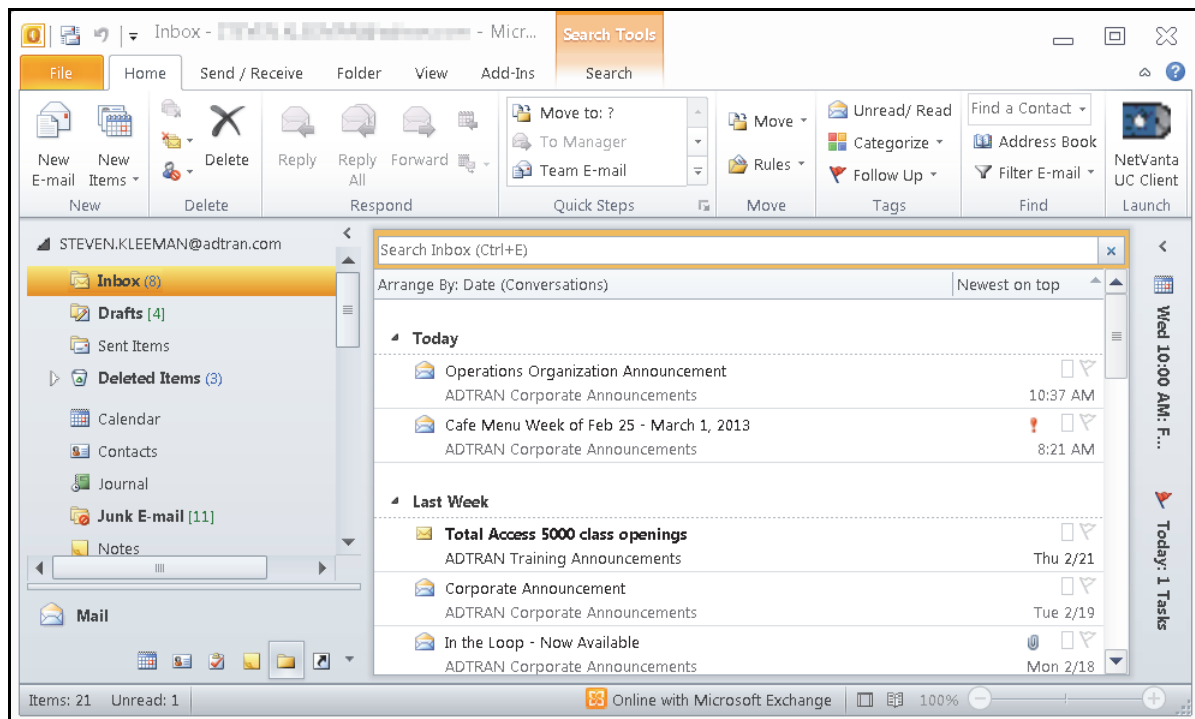 Inbox - - Micr... Search Tools
File Home Send / Receive Folder View Add-Ins Search
New E-mail
New Items
Delete
Reply
Reply All
Forward
Move to: ?
To Manager
Team E-mail
Move
Rules
Unread/ Read
Categorize
Follow Up
Find a Contact
Address Book
Filter E-mail
NetVanta UC Client
New Delete Respond Quick Steps Move Tags Find Launch
STEVEN.KLEEMAN@adtran.com
Inbox (8)
Drafts [4]
Sent Items
Deleted Items (3)
Calendar
Contacts
Journal
Junk E-mail [11]
Notes
Mail
Search Inbox (Ctrl+E)
Arrange By: Date (Conversations) Newest on top
Today
Operations Organization Announcement
ADTRAN Corporate Announcements 10:37 AM
Cafe Menu Week of Feb 25 - March 1, 2013
ADTRAN Corporate Announcements 8:21 AM
Last Week
Total Access 5000 class openings
ADTRAN Training Announcements Thu 2/21
Corporate Announcement
ADTRAN Corporate Announcements Tue 2/19
In the Loop - Now Available
ADTRAN Corporate Announcements Mon 2/18
Wed 10:00 AM: F...
Today: 1 Tasks
Items: 21 Unread: 1 Online with Microsoft Exchange 100%